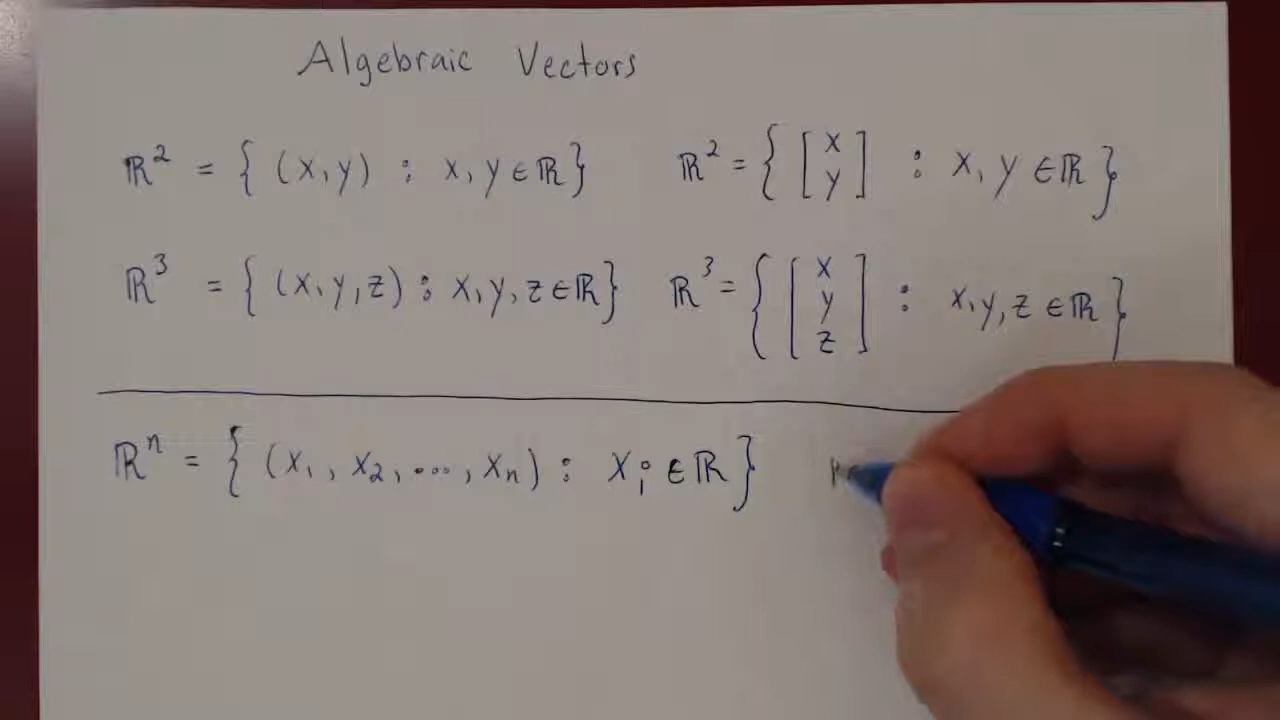 Algebraic Vectors
ℝ² = { (x,y) : x,y ∈ ℝ } ℝ² = { [x y] : x,y ∈ ℝ }
ℝ³ = { (x,y,z) : x,y,z ∈ ℝ } ℝ³ = { [x y z] : x,y,z ∈ ℝ }
ℝⁿ = { (x₁, x₂, ..., xₙ) : xᵢ ∈ ℝ }